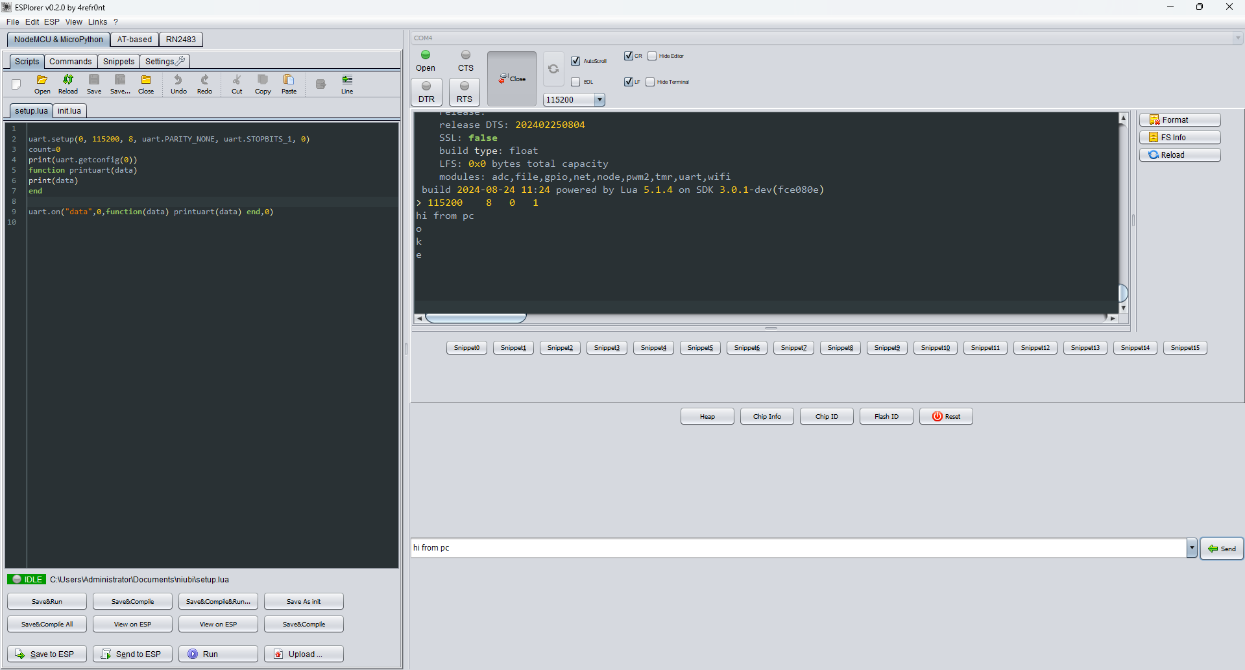 ESPlorer v0.2.0 by 4refr0nt
File Edit ESP View Links ?
NodeMCU & MicroPython AT-based RN2483
Scripts Commands Snippets Settings
Open Reload Save Save... Close Undo Redo Cut Copy Paste Line
setup.lua init.lua
1
2 uart.setup(0, 115200, 8, uart.PARITY_NONE, uart.STOPBITS_1, 0)
3 count=0
4 print(uart.getconfig(0))
5 function printuart(data)
6 print(data)
7 end
8
9 uart.on("data",0,function(data) printuart(data) end,0)
10
IDLE C:\Users\Administrator\Documents\niubi\setup.lua
Save&Run Save&Compile Save&Compile&Run... Save As init
Save&Compile All View on ESP View on ESP Save&Compile
Save to ESP Send to ESP Run Upload ...
COM4
Open CTS Close AutoScroll CR Hide Editor
DTR RTS EOL LF Hide Terminal
115200
release:
release DTS: 202402250804
SSL: false
build type: float
LFS: 0x0 bytes total capacity
modules: adc,file,gpio,net,node,pwm2,tmr,uart,wifi
build 2024-08-24 11:24 powered by Lua 5.1.4 on SDK 3.0.1-dev(fce080e)
> 115200 8 0 1
hi from pc
o
k
e
Format
FS Info
Reload
Snippet0 Snippet1 Snippet2 Snippet3 Snippet4 Snippet5 Snippet6 Snippet7 Snippet8 Snippet9 Snippet10 Snippet11 Snippet12 Snippet13 Snippet14 Snippet15
Heap Chip Info Chip ID Flash ID Reset
hi from pc Send